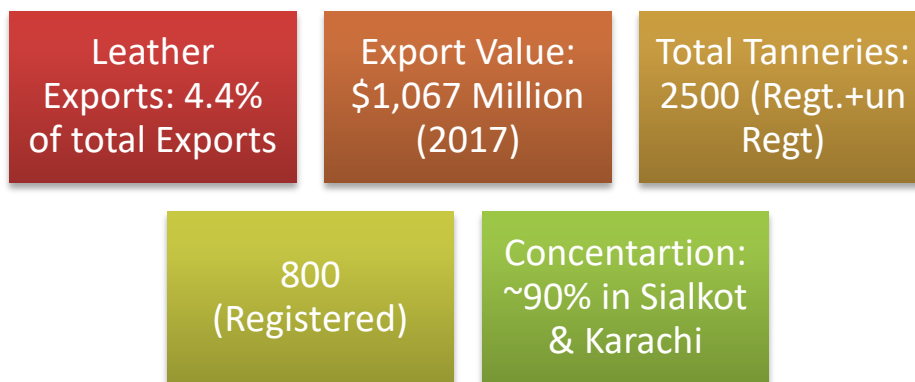 Leather
Exports: 4.4%
of total Exports
Export Value:
$1,067 Million
(2017)
Total Tanneries:
2500 (Regt.+un
Regt)
800
(Registered)
Concentartion:
~90% in Sialkot
& Karachi